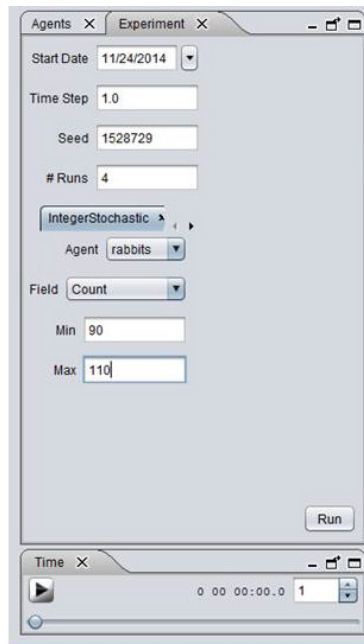 Agents Experiment
Start Date 11/24/2014
Time Step 1.0
Seed 1528729
# Runs 4
IntegerStochastic
Agent rabbits
Field Count
Min 90
Max 110
Run
Time
0 00 00:00.0 1